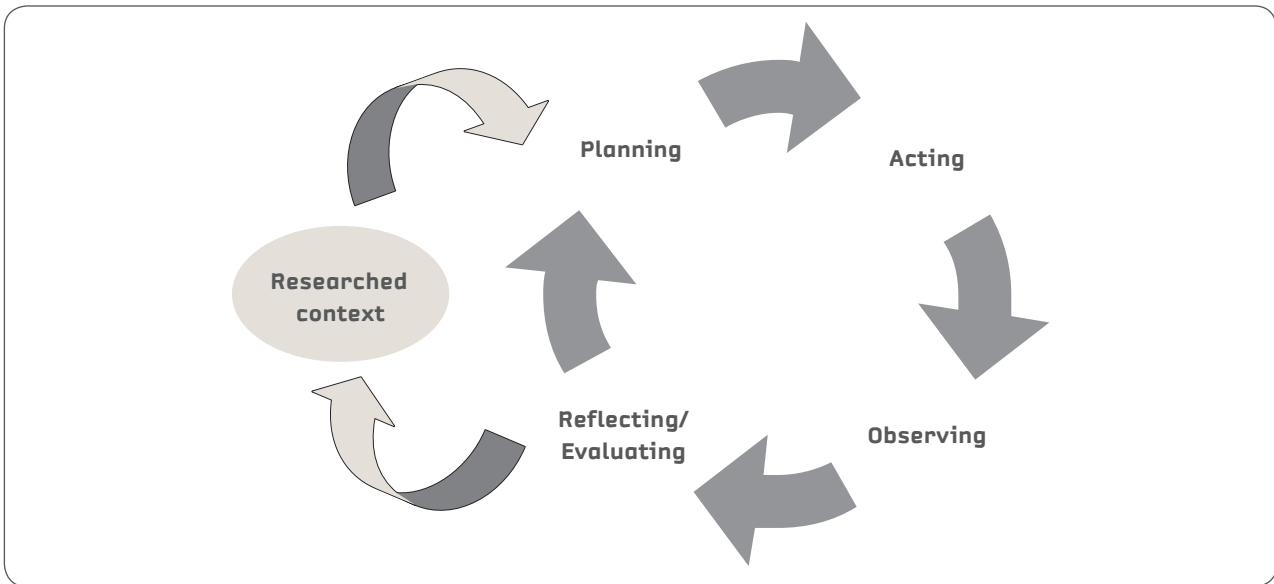 Planning
Acting
Researched
context
Reflecting/
Evaluating
Observing